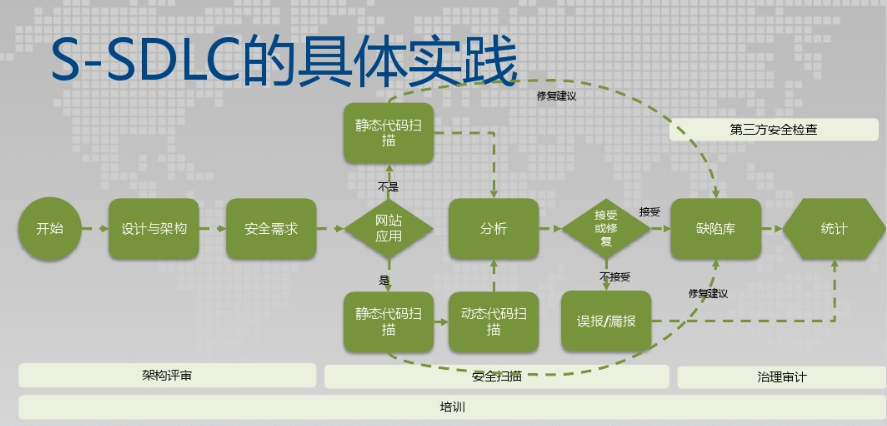 S-SDLC的具体实践
修复建议
静态代码扫
描
第三方安全检查
不是
开始
设计与架构
安全需求
网站
应用
分析
接受
或修
复
接受
缺陷库
统计
是
不接受
修复建议
静态代码扫
描
动态代码扫
描
误报/漏报
架构评审
安全扫描
治理审计
培训